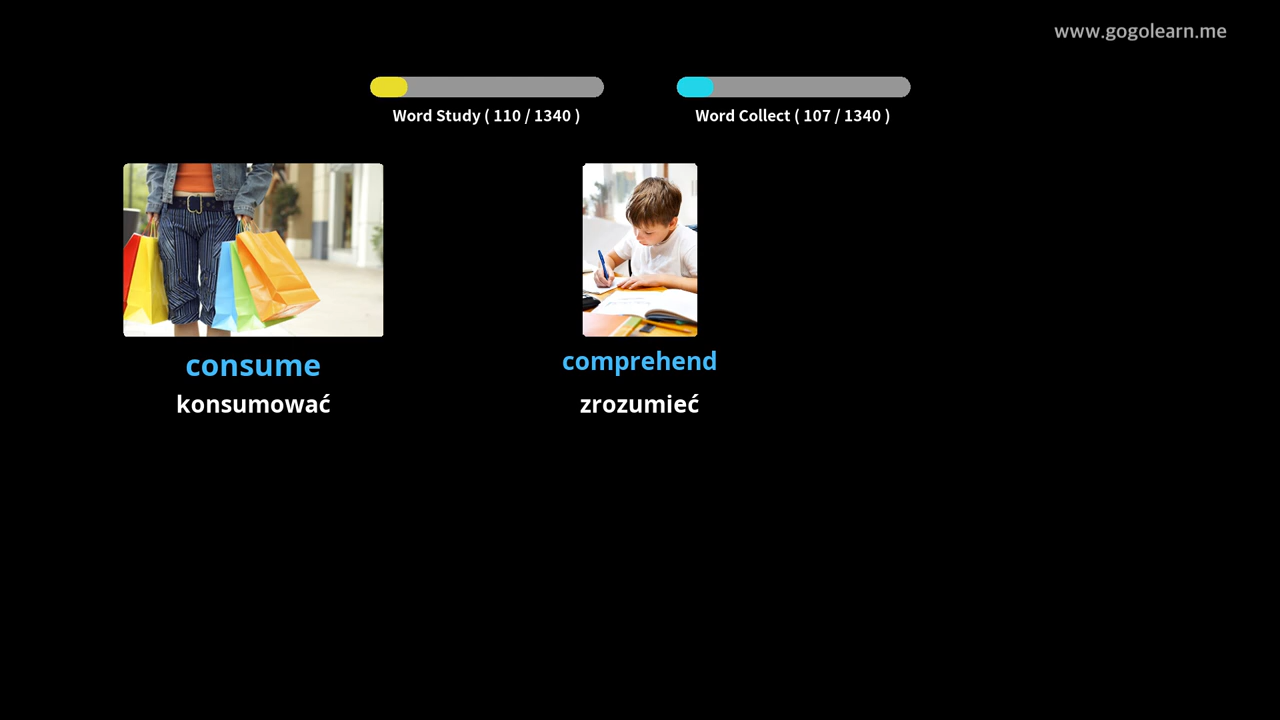 www.gogolearn.me
Word Study ( 110 / 1340 )
Word Collect ( 107 / 1340 )
consume
konsumować
comprehend
zrozumieć